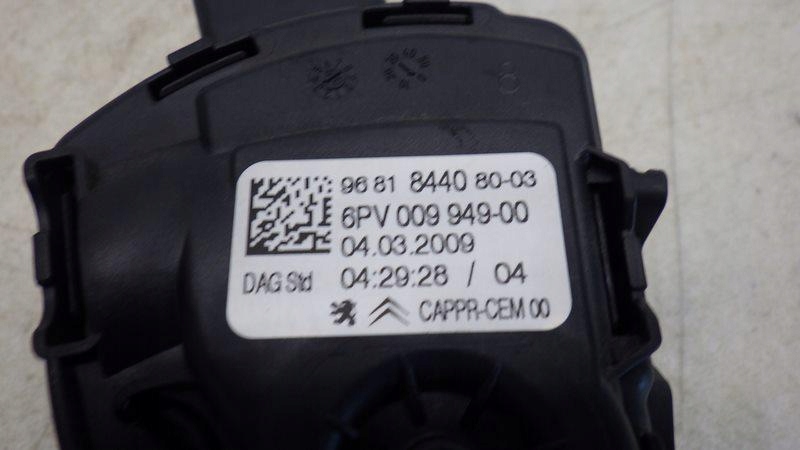 96 81 8440 80-03
6PV 009 949-00
04.03.2009
DAG Std 04:29:28 / 04
CAPPR-CEM 00